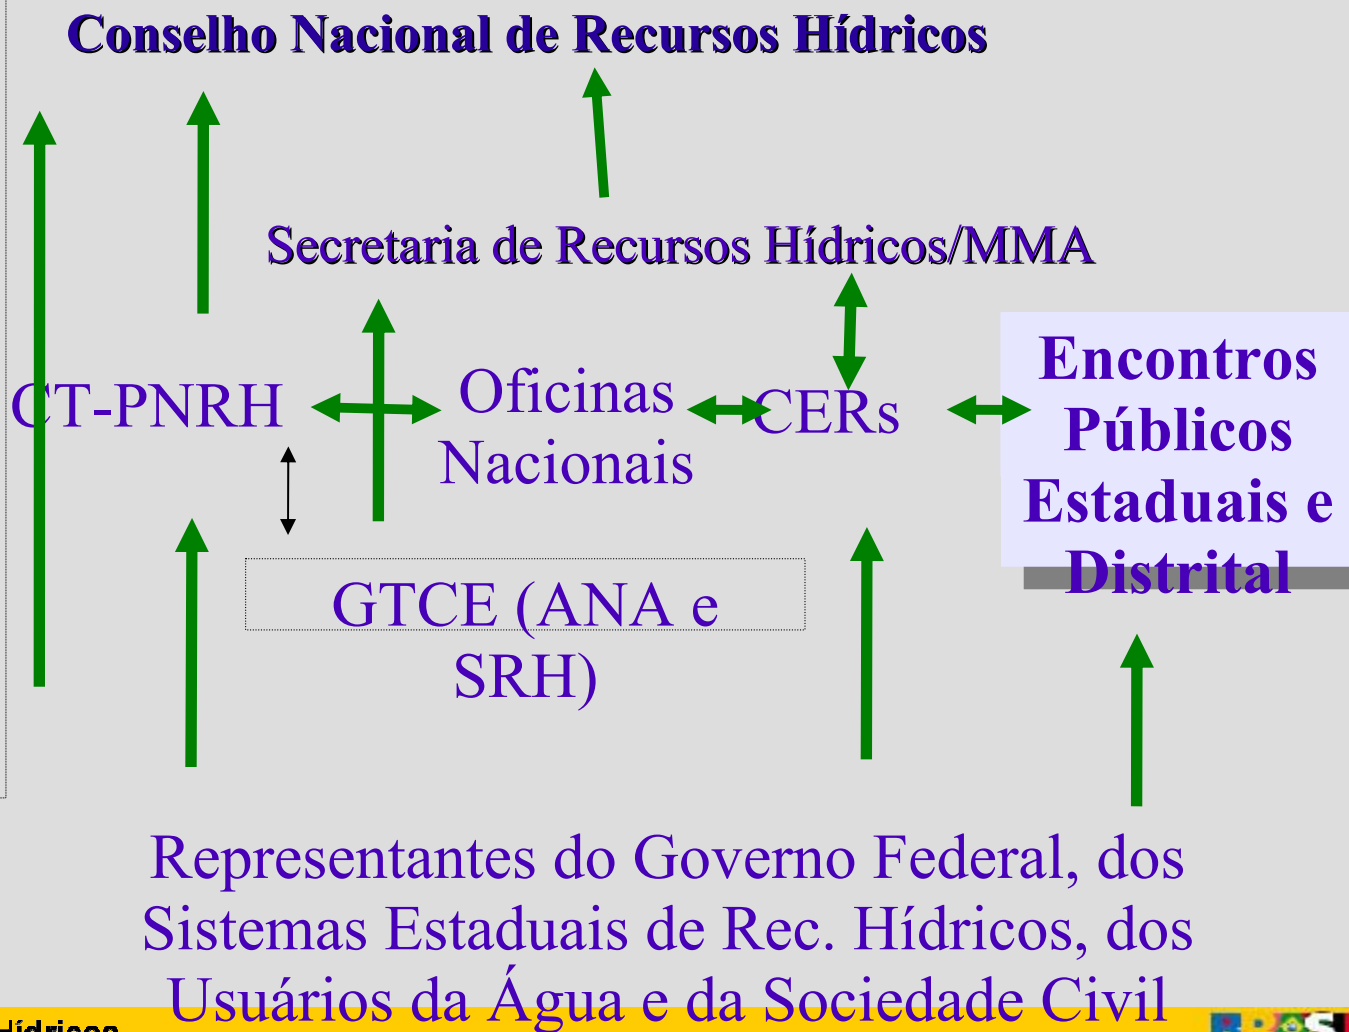 Conselho Nacional de Recursos Hídricos
Secretaria de Recursos Hídricos/MMA
CT-PNRH
Oficinas
Nacionais
CERs
Encontros
Públicos
Estaduais e
Distrital
GTCE (ANA e
SRH)
Representantes do Governo Federal, dos
Sistemas Estaduais de Rec. Hídricos, dos
Usuários da Água e da Sociedade Civil